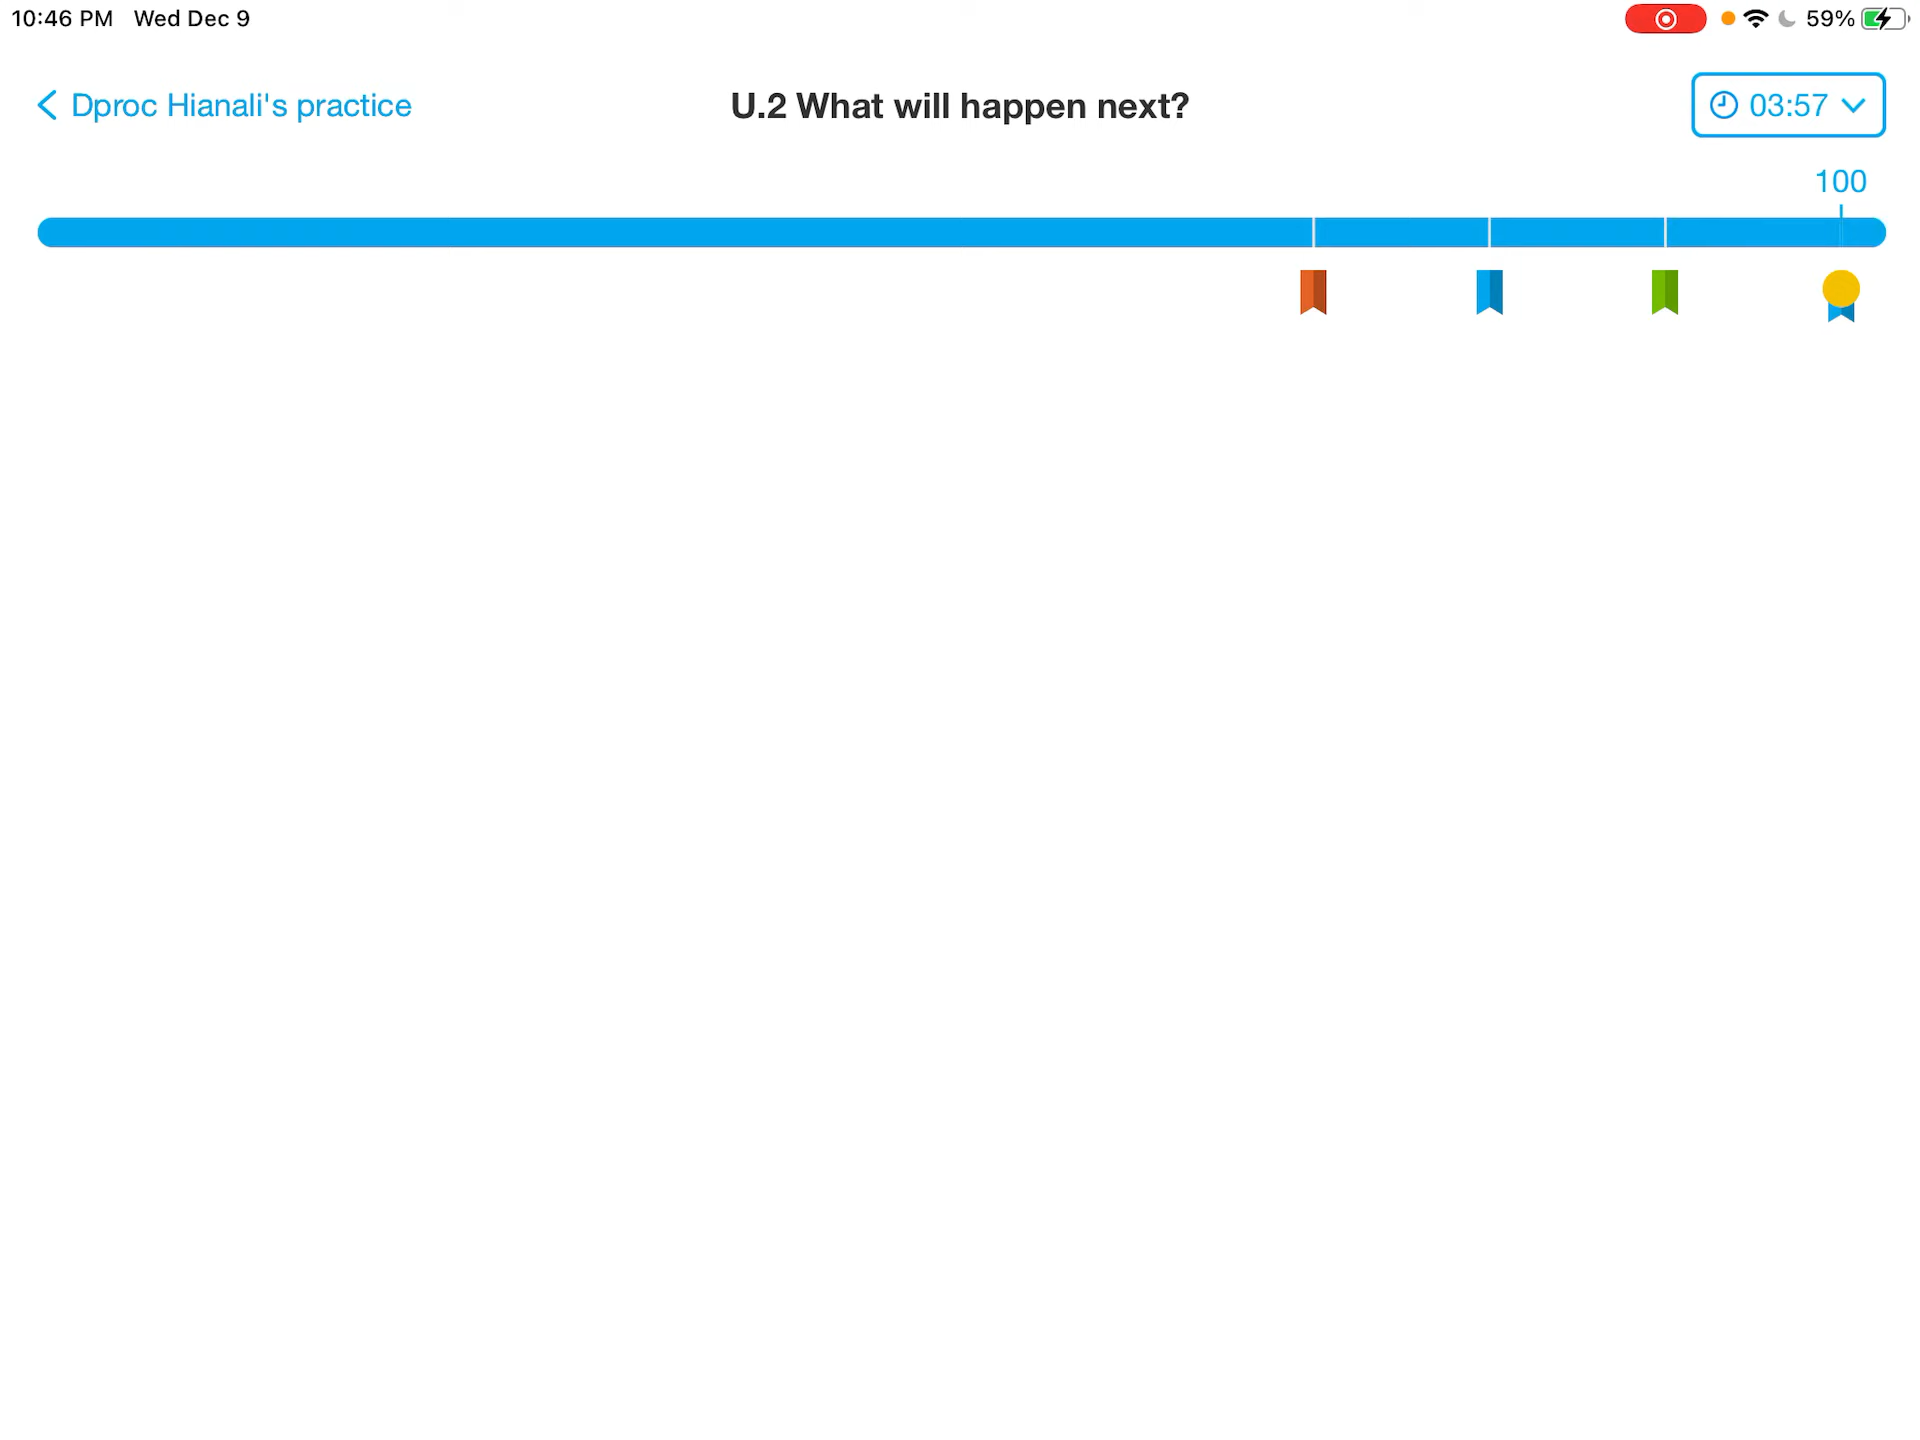 10:46 PM Wed Dec 9
59%
Dproc Hianali's practice
U.2 What will happen next?
03:57
100